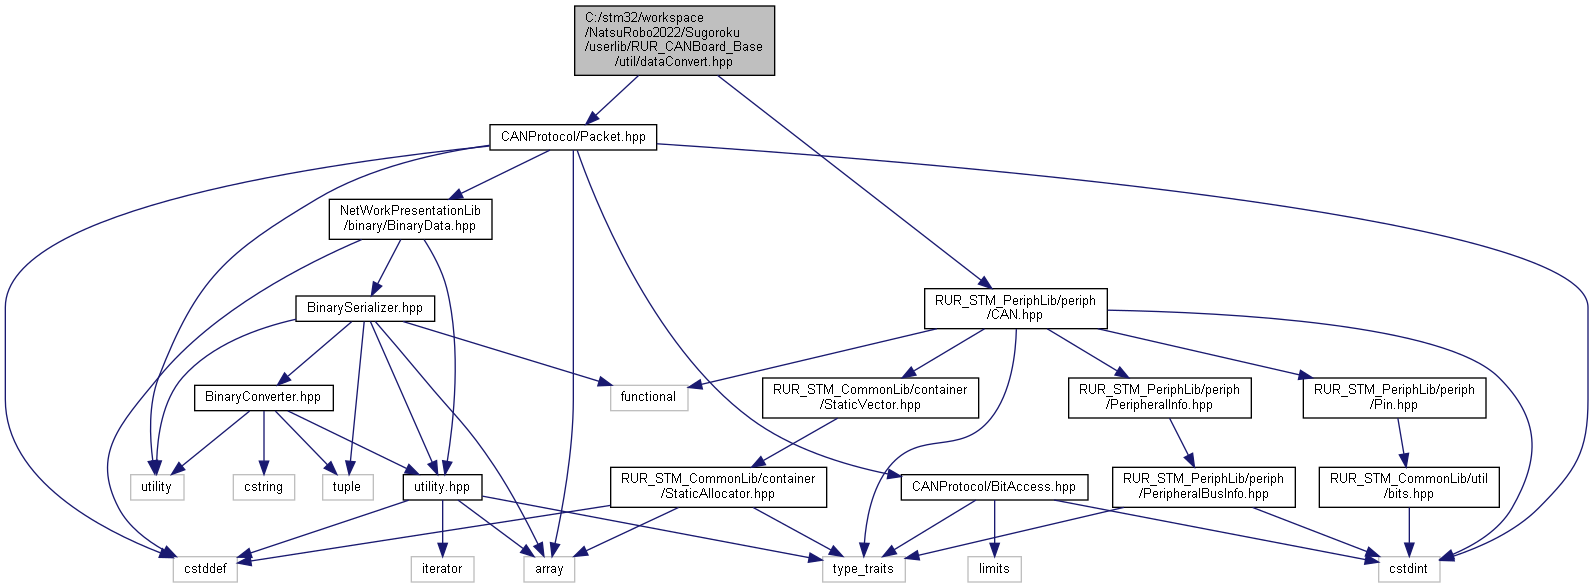 C:/stm32/workspace
/NatsuRobo2022/Sugoroku
/userlib/RUR_CANBoard_Base
/util/dataConvert.hpp
CANProtocol/Packet.hpp
NetWorkPresentationLib
/binary/BinaryData.hpp
BinarySerializer.hpp
RUR_STM_PeriphLib/periph
/CAN.hpp
BinaryConverter.hpp
functional
RUR_STM_CommonLib/container
/StaticVector.hpp
RUR_STM_PeriphLib/periph
/PeripheralInfo.hpp
RUR_STM_PeriphLib/periph
/Pin.hpp
utility
cstring
tuple
utility.hpp
RUR_STM_CommonLib/container
/StaticAllocator.hpp
CANProtocol/BitAccess.hpp
RUR_STM_PeriphLib/periph
/PeripheralBusInfo.hpp
RUR_STM_CommonLib/util
/bits.hpp
cstddef
iterator
array
type_traits
limits
cstdint